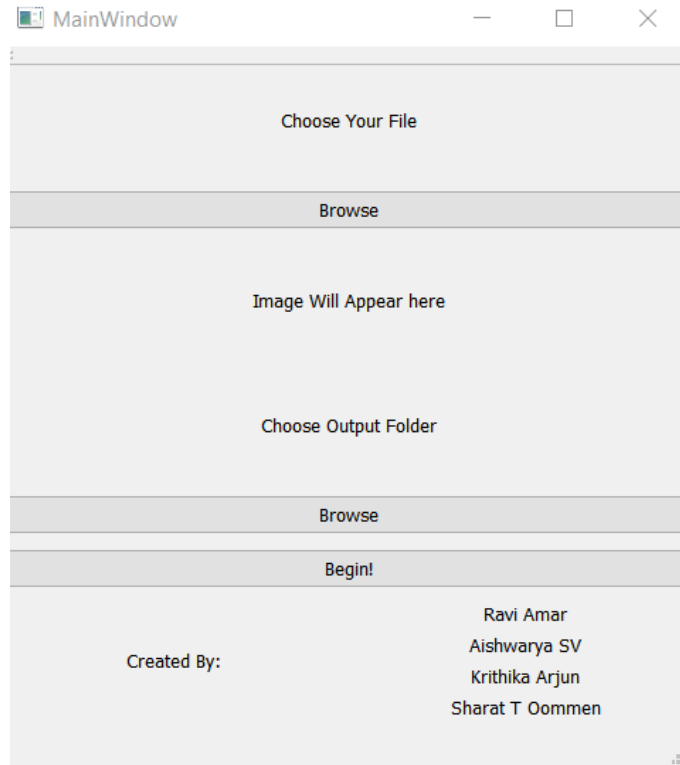 MainWindow
Choose Your File
Browse
Image Will Appear here
Choose Output Folder
Browse
Begin!
Created By:
Ravi Amar
Aishwarya SV
Krithika Arjun
Sharat T Oommen